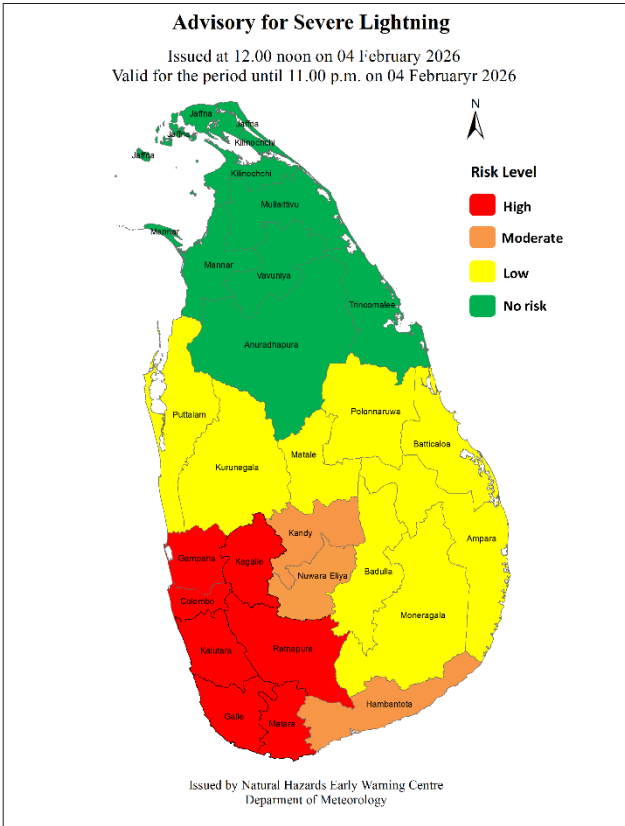 Advisory for Severe Lightning
Issued at 12.00 noon on 04 February 2026
Valid for the period until 11.00 p.m. on 04 Februaryr 2026
N
Risk Level
High
Moderate
Low
No risk
Jaffna
Jaffna
Jaffna
Kilinochchi
Jaffna
Kilinochchi
Mullaittivu
Mannar
Mannar
Vavuniya
Trincomalee
Anuradhapura
Puttalam
Polonnaruwa
Batticaloa
Matale
Kurunegala
Kandy
Ampara
Gampaha
Kegalle
Nuwara Eliya
Badulla
Colombo
Moneragala
Kalutara
Ratnapura
Hambantota
Galle
Matara
Issued by Natural Hazards Early Warning Centre
Deparment of Meteorology